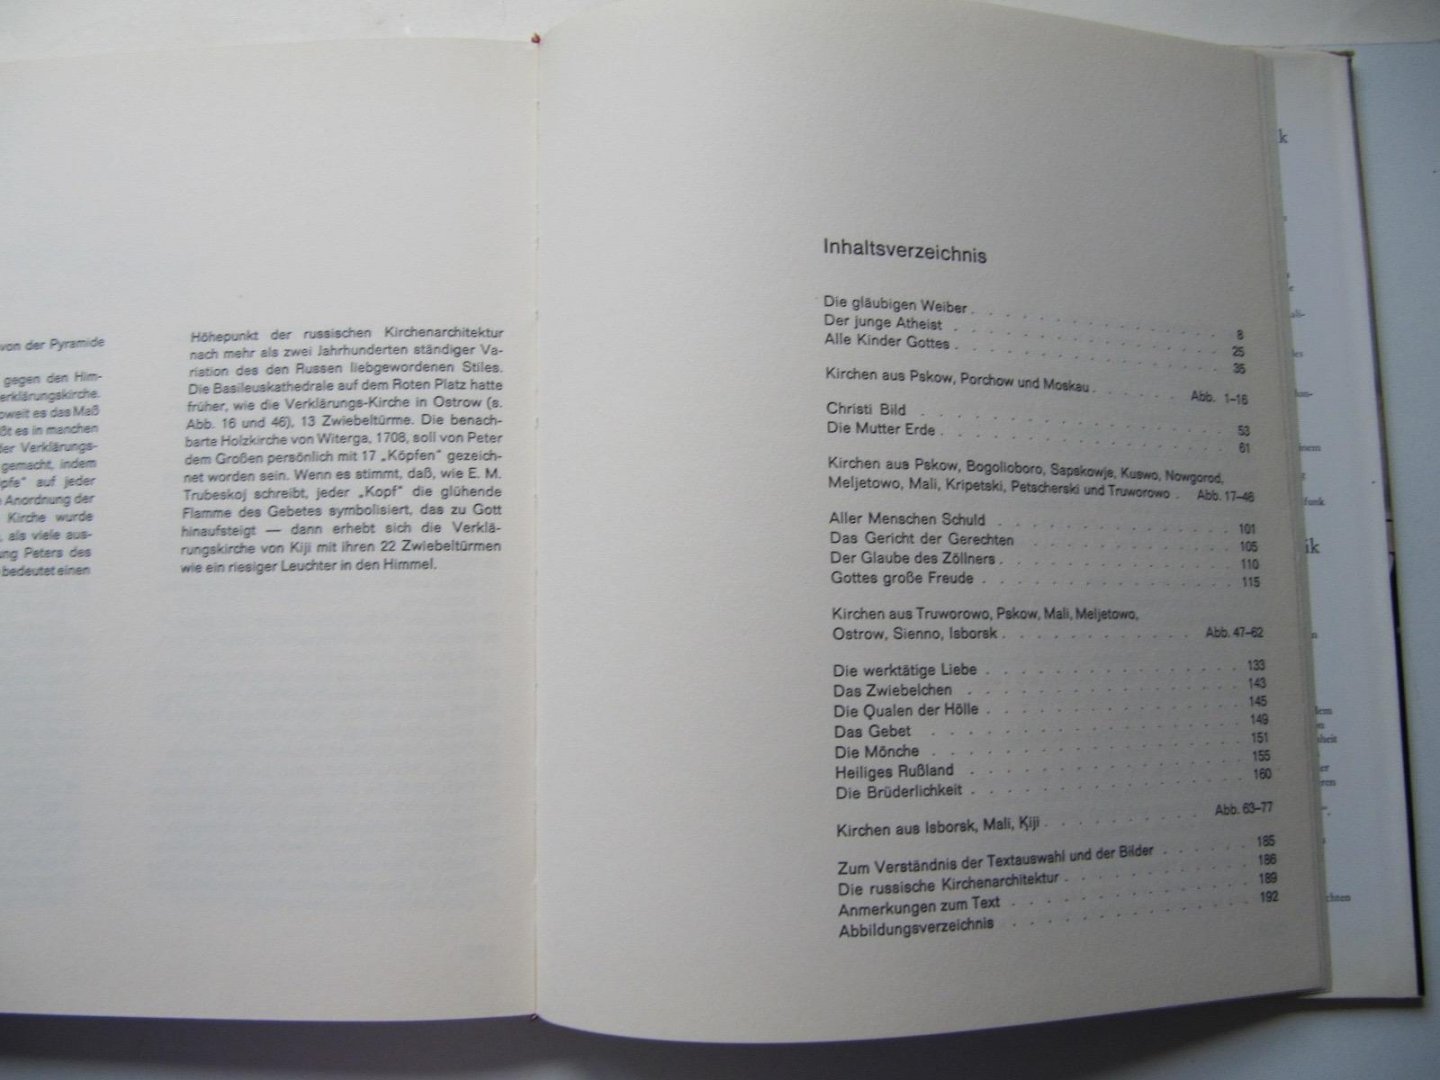 von der Pyramide
gegen den Him-
erklärungskirche.
oweit es das Maß
ßt es in manchen
der Verklärungs-
gemacht, indem
pfe" auf jeder
Anordnung der
Kirche wurde
, als viele aus-
ung Peters des
bedeutet einen
Höhepunkt der russischen Kirchenarchitektur
nach mehr als zwei Jahrhunderten ständiger Va-
riation des den Russen liebgewordenen Stiles.
Die Basileuskathedrale auf dem Roten Platz hatte
früher, wie die Verklärungs-Kirche in Ostrow (s.
Abb. 16 und 46), 13 Zwiebeltürme. Die benach-
barte Holzkirche von Witerga, 1708, soll von Peter
dem Großen persönlich mit 17 „Köpfen" gezeich-
net worden sein. Wenn es stimmt, daß, wie E. M.
Trubeskoj schreibt, jeder „Kopf" die glühende
Flamme des Gebetes symbolisiert, das zu Gott
hinaufsteigt — dann erhebt sich die Verklä-
rungskirche von Kiji mit ihren 22 Zwiebeltürmen
wie ein riesiger Leuchter in den Himmel.
Inhaltsverzeichnis
Die gläubigen Weiber . . . . . . . . . . . . . . 8
Der junge Atheist . . . . . . . . . . . . . . 25
Alle Kinder Gottes . . . . . . . . . . . . . . 35
Kirchen aus Pskow, Porchow und Moskau . . . . . . Abb. 1–16
Christi Bild . . . . . . . . . . . . . . 53
Die Mutter Erde . . . . . . . . . . . . . . 61
Kirchen aus Pskow, Bogolloboro, Sapskowje, Kuswo, Nowgorod,
Meljetowo, Mali, Kripetski, Petscherski und Truworowo . Abb. 17–46
Aller Menschen Schuld . . . . . . . . . . . . . . 101
Das Gericht der Gerechten . . . . . . . . . . . . 105
Der Glaube des Zöllners . . . . . . . . . . . . . . 110
Gottes große Freude . . . . . . . . . . . . . . 115
Kirchen aus Truworowo, Pskow, Mali, Meljetowo,
Ostrow, Sienno, Isborsk . . . . . . . . . . . . Abb. 47–62
Die werktätige Liebe . . . . . . . . . . . . . . 133
Das Zwiebelchen . . . . . . . . . . . . . . 143
Die Qualen der Hölle . . . . . . . . . . . . . . 145
Das Gebet . . . . . . . . . . . . . . 149
Die Mönche . . . . . . . . . . . . . . 151
Heiliges Rußland . . . . . . . . . . . . . . 155
Die Brüderlichkeit . . . . . . . . . . . . . . 160
Kirchen aus Isborsk, Mali, Kiji . . . . . . . . . . Abb. 63–77
Zum Verständnis der Textauswahl und der Bilder . . . . . . 185
Die russische Kirchenarchitektur . . . . . . . . . . . . 186
Anmerkungen zum Text . . . . . . . . . . . . . . 189
Abbildungsverzeichnis . . . . . . . . . . . . . . 192